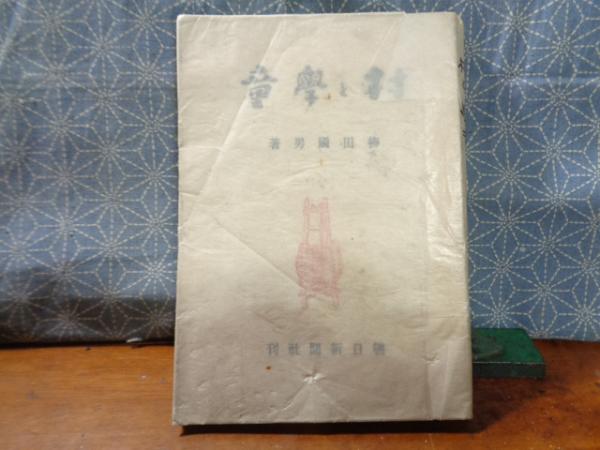 村と學童
柳田國男著
朝日新聞社刊